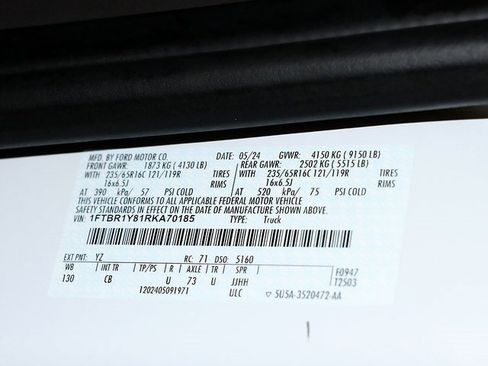 MFD. BY FORD MOTOR CO. DATE: 05/24 GVWR: 4150 KG ( 9150 LB)
FRONT GAWR: 1873 KG ( 4130 LB) REAR GAWR: 2502 KG ( 5515 LB)
WITH 235/65R16C 121/119R TIRES WITH 235/65R16C 121/119R TIRES
16x6.5J RIMS 16x6.5J RIMS
AT 390 kPa/ 57 PSI COLD AT 520 kPa/ 75 PSI COLD
THIS VEHICLE CONFORMS TO ALL APPLICABLE FEDERAL MOTOR VEHICLE
SAFETY STANDARDS IN EFFECT ON THE DATE OF MANUFACTURE SHOWN ABOVE.
VIN: 1FTBR1Y81RKA70185 TYPE: Truck
EXT PNT: YZ RC: 71 DSO: 5160
WB INT TR TP/PS R AXLE TR SPR F0947
130 CB U 73 U JJHH T2503
1202405091971 ULC ▽ SU5A-3520472-AA